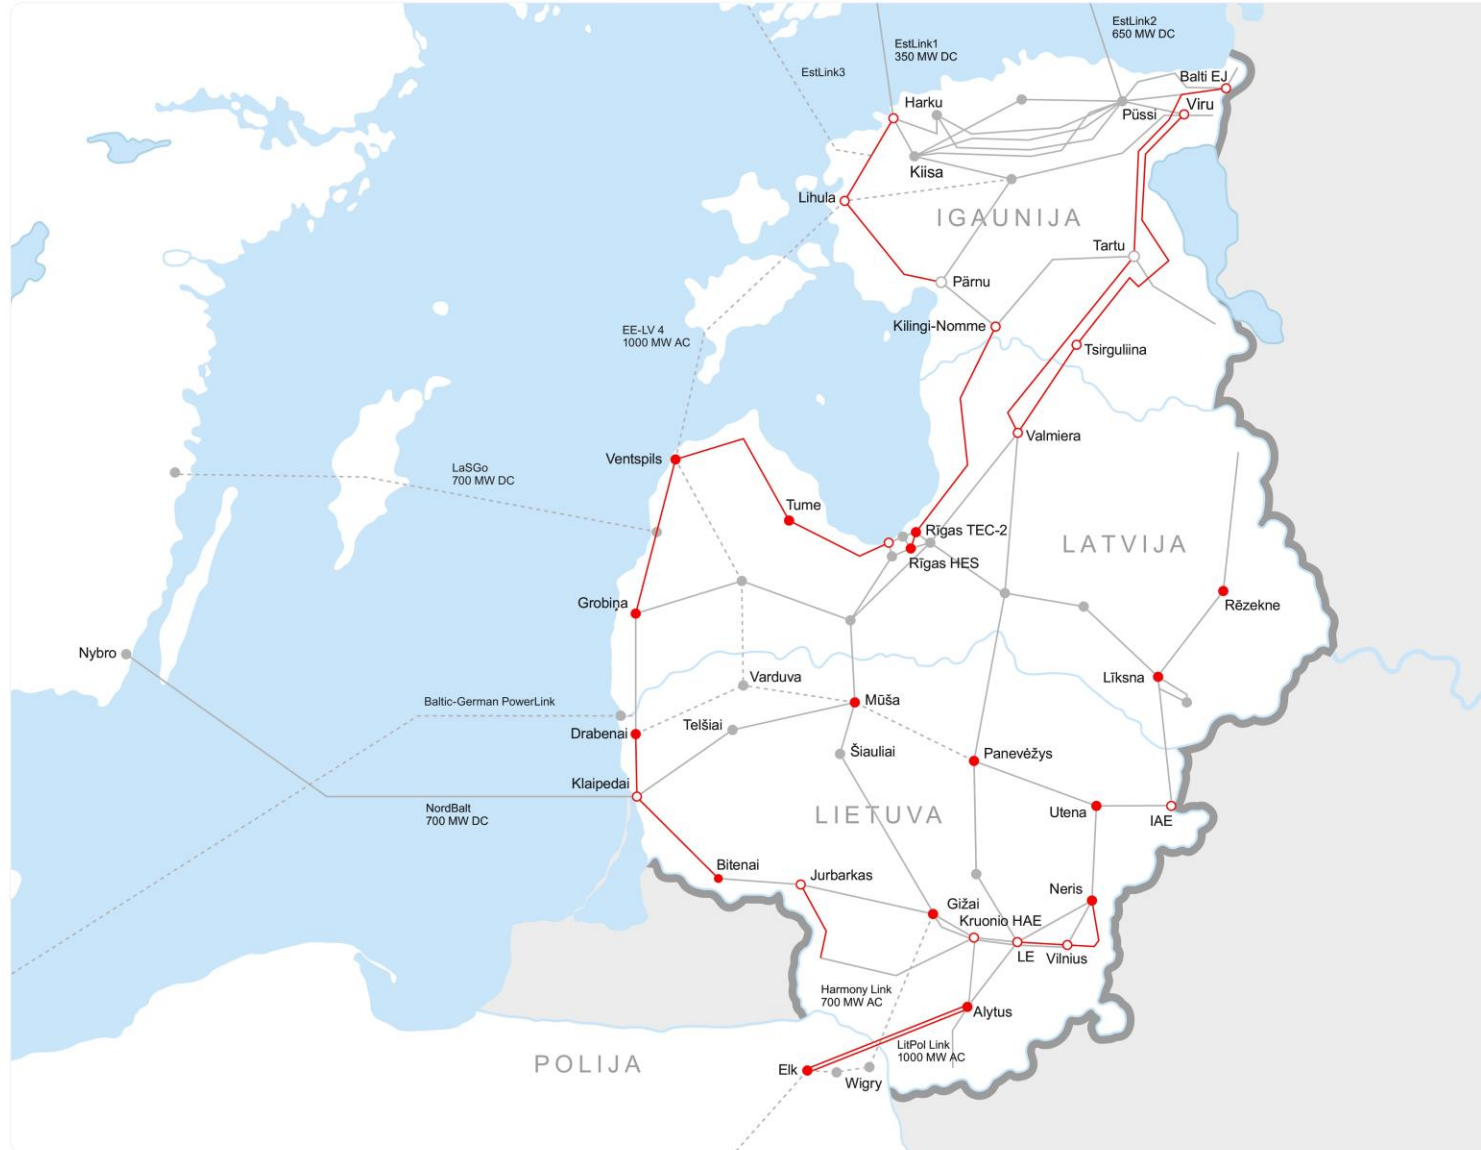 EstLink2
650 MW DC
EstLink1
350 MW DC
EstLink3
Balti EJ
Harku
Viru
Püssi
Kiisa
Lihula
IGAUNIJA
Tartu
Pärnu
EE-LV 4
1000 MW AC
Kilingi-Nomme
Tsirguliina
Valmiera
Ventspils
LaSGo
700 MW DC
Tume
Rīgas TEC-2
LATVIJA
Rīgas HES
Grobiņa
Rēzekne
Nybro
Varduva
Līksna
Baltic-German PowerLink
Mūša
Telšiai
Drabenai
Šiauliai
Panevėžys
Klaipedai
NordBalt
700 MW DC
LIETUVA
Utena
IAE
Bitenai
Jurbarkas
Neris
Gižai
Kruonio HAE
LE
Vilnius
Harmony Link
700 MW AC
Alytus
LitPol Link
1000 MW AC
POLIJA
Elk
Wigry